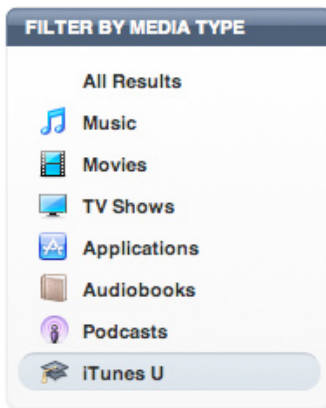 FILTER BY MEDIA TYPE
All Results
Music
Movies
TV Shows
Applications
Audiobooks
Podcasts
iTunes U